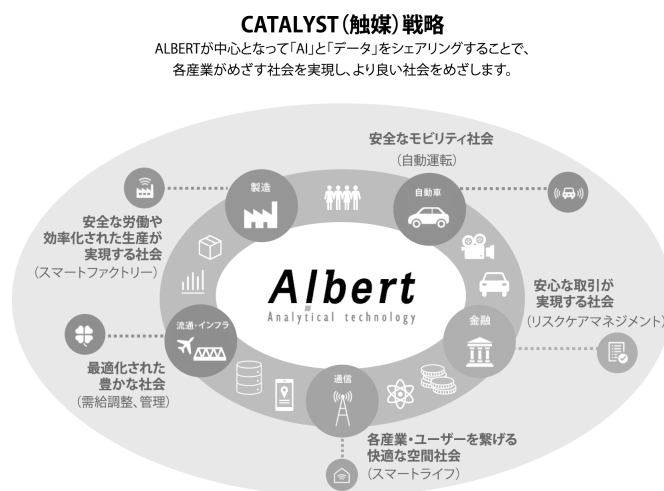 CATALYST（触媒）戦略
ALBERTが中心となって「AI」と「データ」をシェアリングすることで、
各産業がめざす社会を実現し、より良い社会をめざします。
安全なモビリティ社会
（自動運転）
製造
自動車
安全な労働や
効率化された生産が
実現する社会
（スマートファクトリー）
Albert
Analytical technology
安心な取引が
実現する社会
（リスクケアマネジメント）
流通・インフラ
金融
最適化された
豊かな社会
（需給調整、管理）
通信
各産業・ユーザーを繋げる
快適な空間社会
（スマートライフ）